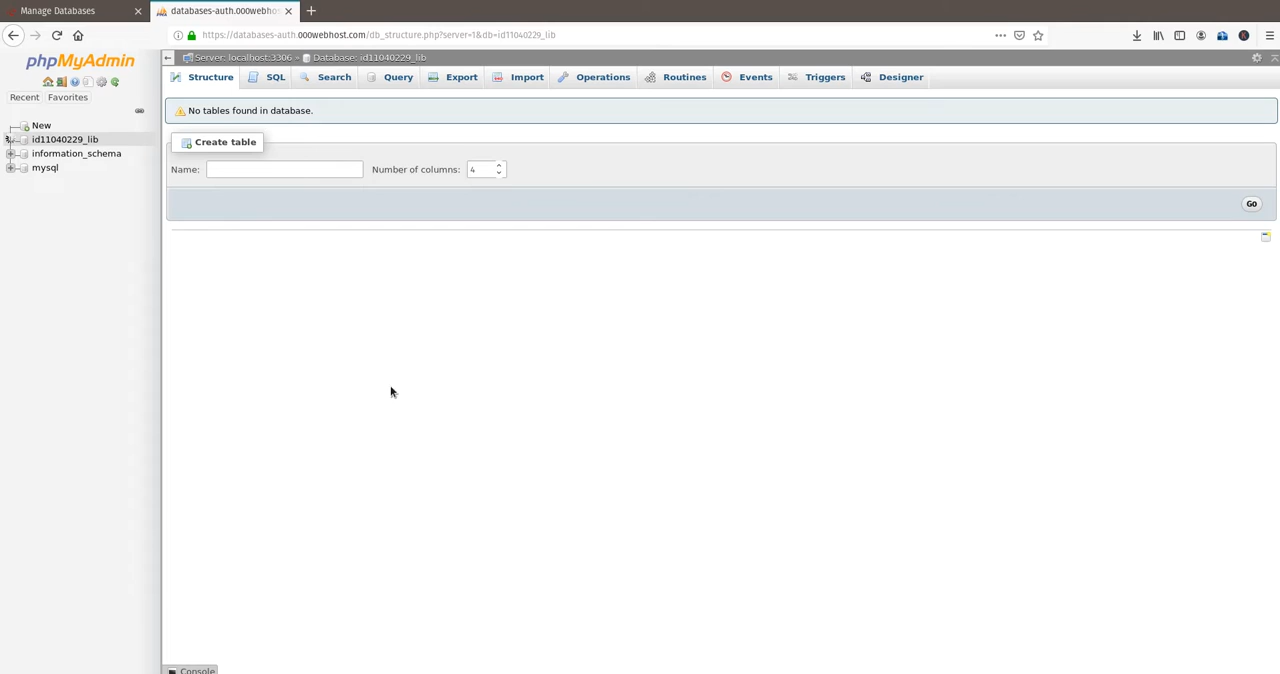 Manage Databases
databases-auth.000webho
https://databases-auth.000webhost.com/db_structure.php?server=1&db=id11040229_lib
phpMyAdmin
Server: localhost:3306 » Database: id11040229_lib
Structure SQL Search Query Export Import Operations Routines Events Triggers Designer
Recent Favorites
No tables found in database.
New
id11040229_lib
information_schema
mysql
Create table
Name: Number of columns: 4
Go
Console